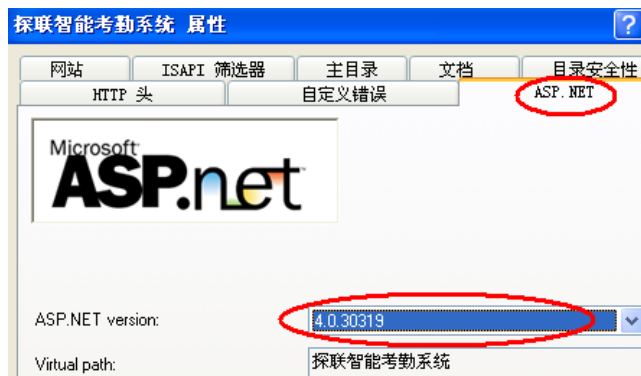 探联智能考勤系统 属性 ?
网站 ISAPI 筛选器 主目录 文档 目录安全性
HTTP 头 自定义错误 ASP.NET
Microsoft
ASP.net
ASP.NET version: 4.0.30319
Virtual path: 探联智能考勤系统